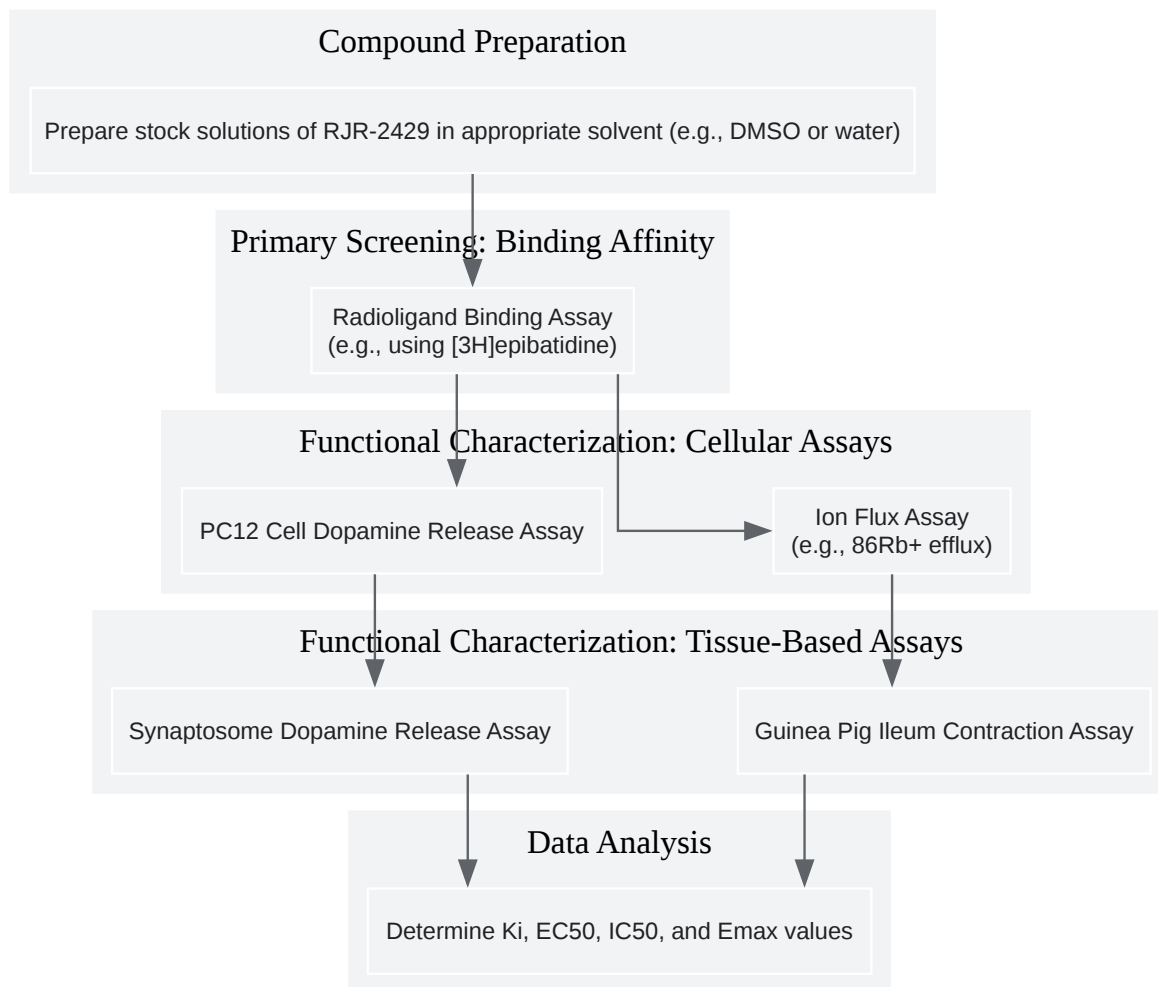 Compound Preparation
Prepare stock solutions of RJR-2429 in appropriate solvent (e.g., DMSO or water)
Primary Screening: Binding Affinity
Radioligand Binding Assay
(e.g., using [3H]epibatidine)
Functional Characterization: Cellular Assays
PC12 Cell Dopamine Release Assay
Ion Flux Assay
(e.g., 86Rb+ efflux)
Functional Characterization: Tissue-Based Assays
Synaptosome Dopamine Release Assay
Guinea Pig Ileum Contraction Assay
Data Analysis
Determine Ki, EC50, IC50, and Emax values